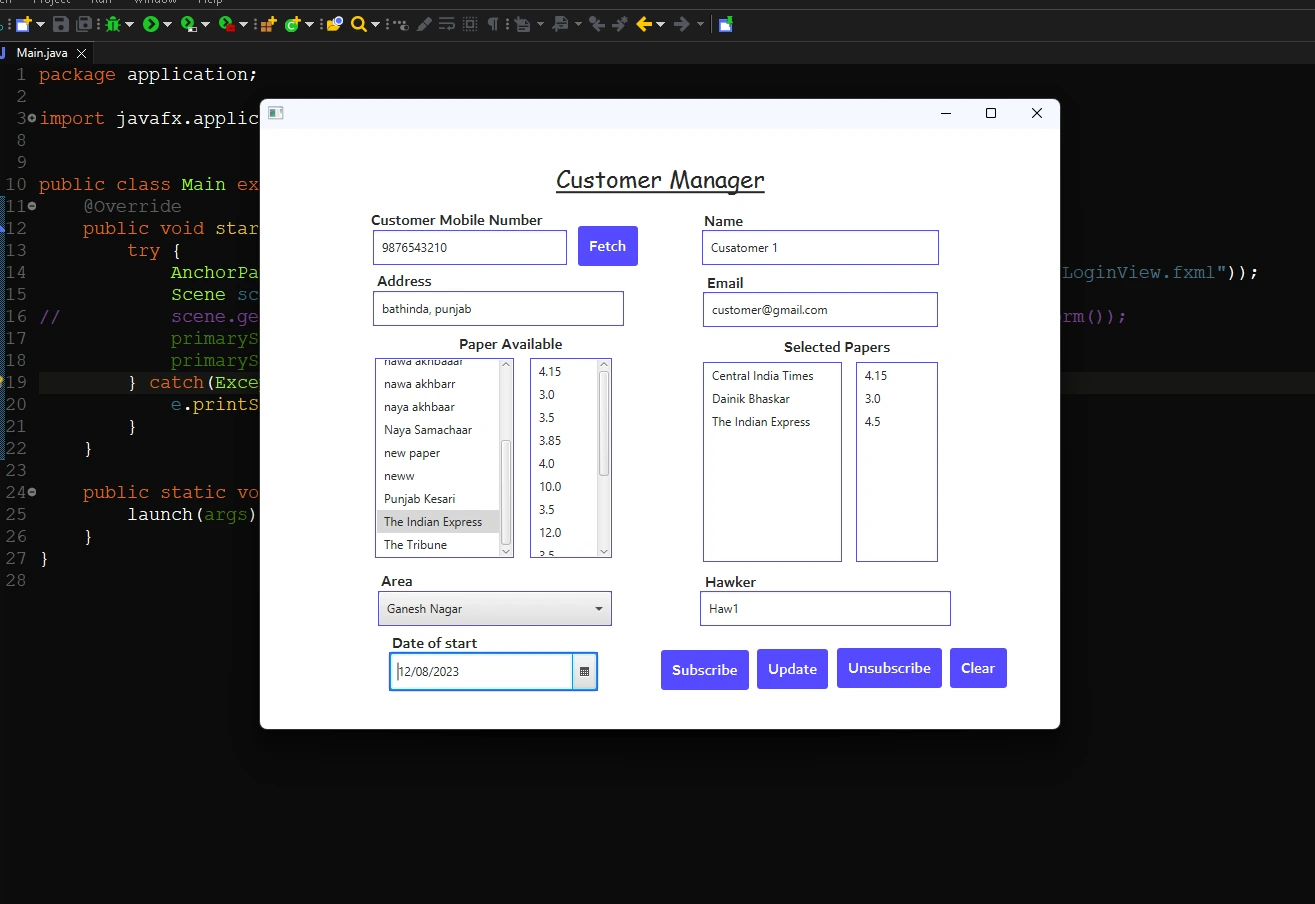 Project Run Window Help
Main.java
1 package application;
2
3 import javafx.applic
8
9
10 public class Main ex
11 @Override
12 public void star
13 try {
14 AnchorPa LoginView.fxml"));
15 Scene sc
16 // scene.ge rm());
17 primaryS
18 primaryS
19 } catch(Exce
20 e.printS
21 }
22 }
23
24 public static vo
25 launch(args)
26 }
27 }
28
Customer Manager
Customer Mobile Number
9876543210
Fetch
Name
Cusatomer 1
Address
bathinda, punjab
Email
customer@gmail.com
Paper Available
nawa akhbaaar
nawa akhbarr
naya akhbaar
Naya Samachaar
new paper
neww
Punjab Kesari
The Indian Express
The Tribune
4.15
3.0
3.5
3.85
4.0
10.0
3.5
12.0
3.5
Selected Papers
Central India Times
Dainik Bhaskar
The Indian Express
4.15
3.0
4.5
Area
Ganesh Nagar
Hawker
Haw1
Date of start
12/08/2023
Subscribe
Update
Unsubscribe
Clear